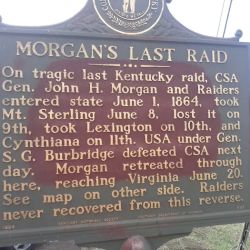 MORGAN'S LAST RAID
On tragic last Kentucky raid, CSA
Gen. John H. Morgan and Raiders
entered state June 1, 1864, took
Mt. Sterling June 8, lost it on
9th, took Lexington on 10th, and
Cynthiana on 11th. USA under Gen.
S. G. Burbridge defeated CSA next
day. Morgan retreated through
here, reaching Virginia June 20.
See map on other side. Raiders
never recovered from this reverse.